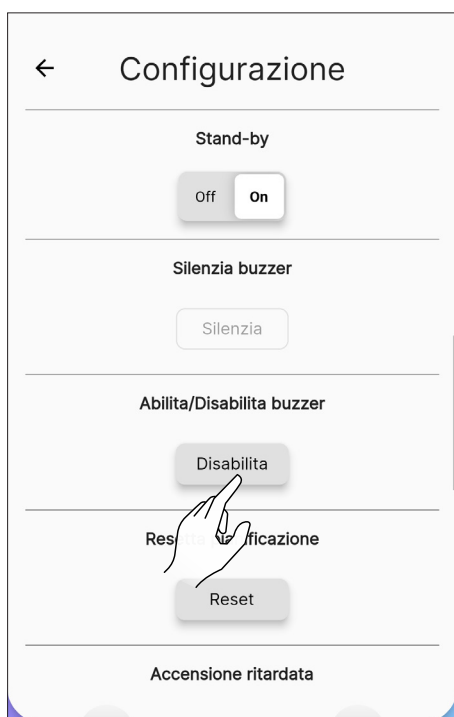 Configurazione
Stand-by
Off On
Silenzia buzzer
Silenzia
Abilita/Disabilita buzzer
Disabilita
Reset
Accensione ritardata